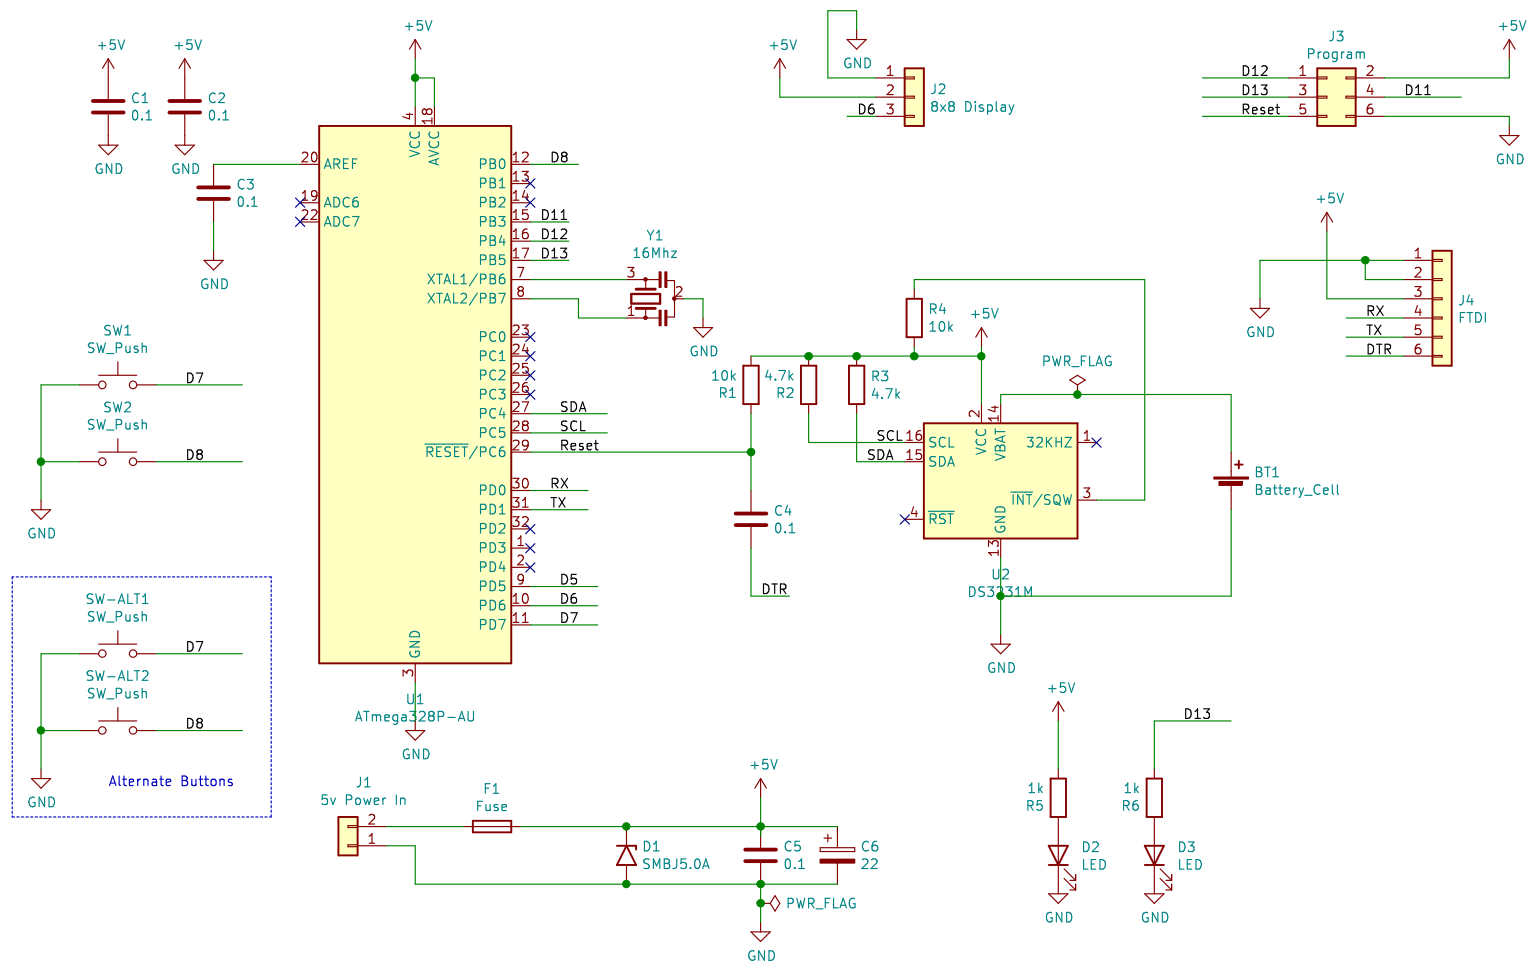 +5V
+5V
C1
0.1
C2
0.1
GND
GND
+5V
4
18
VCC
AVCC
20
AREF
C3
0.1
19
ADC6
22
ADC7
GND
PB0
12
D8
PB1
13
PB2
14
PB3
15
D11
PB4
16
D12
PB5
17
D13
XTAL1/PB6
7
XTAL2/PB7
8
PC0
23
PC1
24
PC2
25
PC3
26
PC4
27
SDA
PC5
28
SCL
RESET/PC6
29
Reset
PD0
30
RX
PD1
31
TX
PD2
32
PD3
1
PD4
2
PD5
9
D5
PD6
10
D6
PD7
11
D7
GND
3
U1
ATmega328P-AU
GND
Y1
16Mhz
3
2
1
GND
+5V
GND
1
2
D6
3
J2
8x8 Display
J3
Program
+5V
D12
1
2
D13
3
4
D11
Reset
5
6
GND
+5V
1
2
3
RX
4
TX
5
DTR
6
J4
FTDI
GND
SW1
SW_Push
D7
SW2
SW_Push
D8
GND
SW-ALT1
SW_Push
D7
SW-ALT2
SW_Push
D8
GND
Alternate Buttons
10k
R1
4.7k
R2
R3
4.7k
R4
10k
+5V
PWR_FLAG
C4
0.1
DTR
2
14
VCC
VBAT
SCL
16
SCL
SDA
15
SDA
4
RST
32KHZ
1
INT/SQW
3
GND
13
U2
DS3231M
GND
+
BT1
Battery_Cell
J1
5v Power In
2
1
F1
Fuse
D1
SMBJ5.0A
+5V
C5
0.1
+
C6
22
PWR_FLAG
GND
+5V
1k
R5
D2
LED
GND
D13
1k
R6
D3
LED
GND